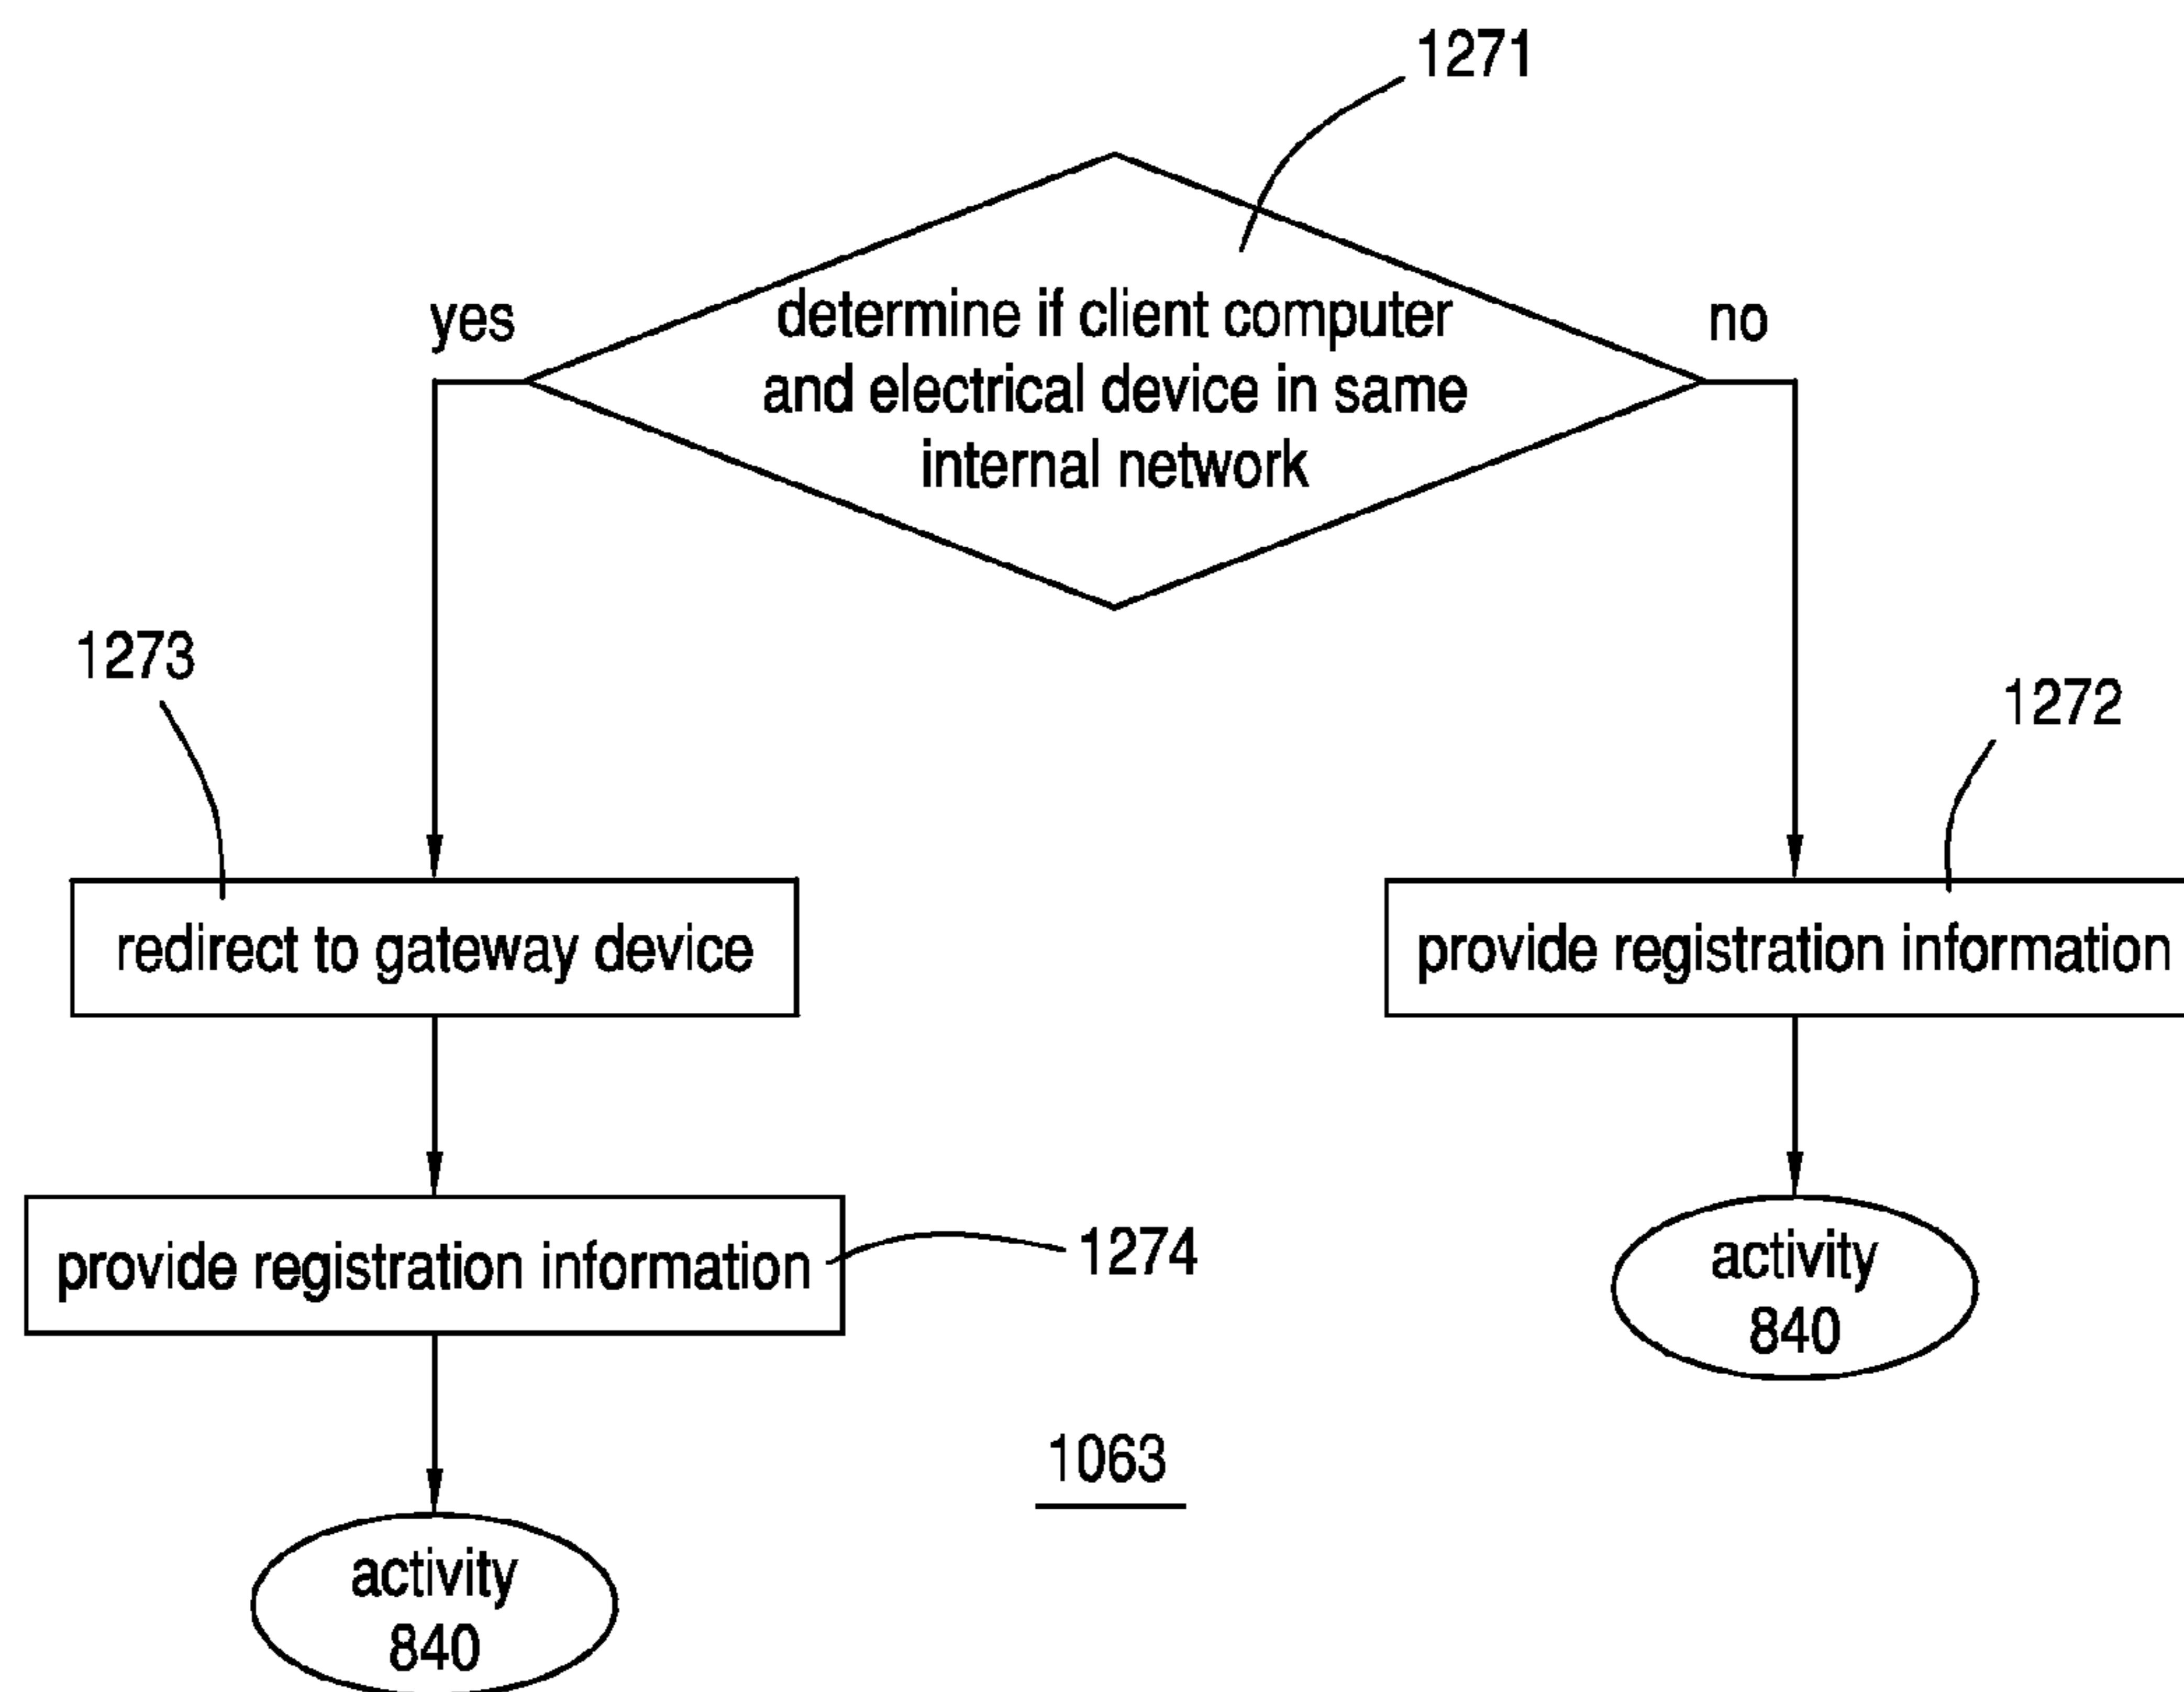 1271
yes
determine if client computer
and electrical device in same
internal network
no
1273
1272
redirect to gateway device
provide registration information
provide registration information
1274
activity
840
1063
activity
840